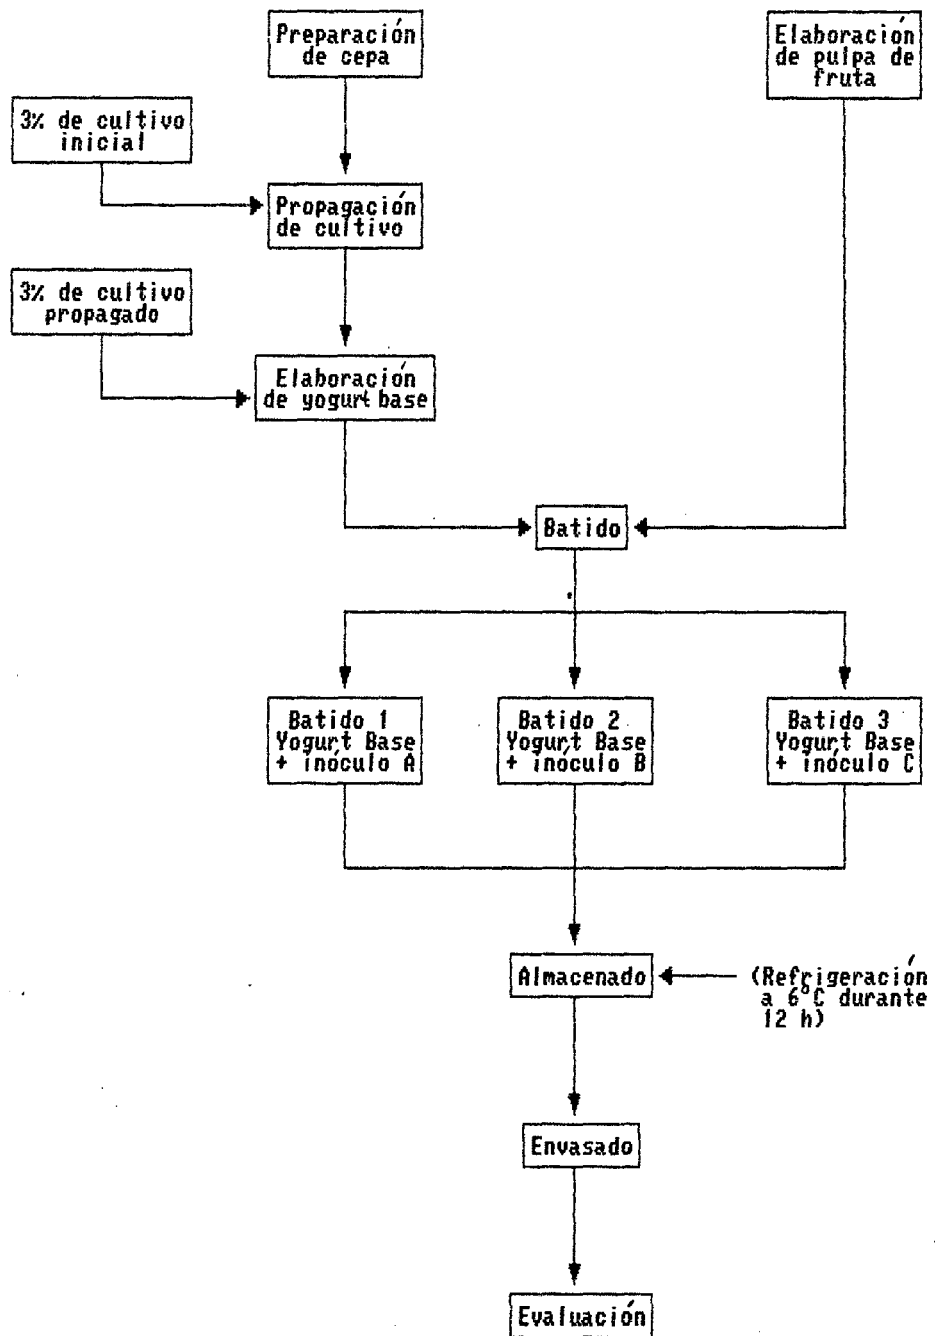 Preparación
de cepa
Elaboración
de pulpa de
fruta
3% de cultivo
inicial
Propagación
de cultivo
3% de cultivo
propagado
Elaboración
de yogurt base
Batido
Batido 1
Yogurt Base
+ inóculo A
Batido 2
Yogurt Base
+ inóculo B
Batido 3
Yogurt Base
+ inóculo C
Almacenado
(Refrigeración
a 6°C durante
12 h)
Envasado
Evaluación